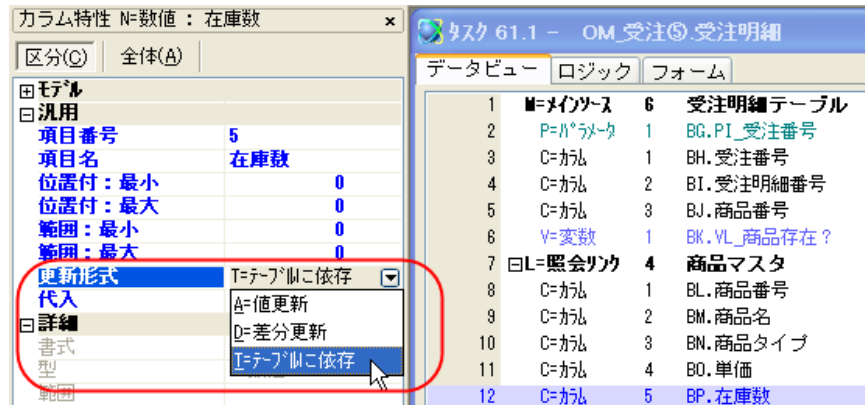 カラム特性 N=数値 : 在庫数
区分(C) 全体(A)
モデル
汎用
項目番号 5
項目名 在庫数
位置付:最小 0
位置付:最大 0
範囲:最小 0
範囲:最大 0
更新形式 T=テーブルに依存
代入
A=値更新
詳細
D=差分更新
書式
T=テーブルに依存
型
範囲
タスク 61.1 - OM_受注⑤.受注明細
データビュー ロジック フォーム
1 M=メインソース 6 受注明細テーブル
2 P=パラメータ 1 BG.PI_受注番号
3 C=カラム 1 BH.受注番号
4 C=カラム 2 BI.受注明細番号
5 C=カラム 3 BJ.商品番号
6 V=変数 1 BK.VL_商品存在?
7 L=照会リンク 4 商品マスタ
8 C=カラム 1 BL.商品番号
9 C=カラム 2 BM.商品名
10 C=カラム 3 BN.商品タイプ
11 C=カラム 4 BO.単価
12 C=カラム 5 BP.在庫数